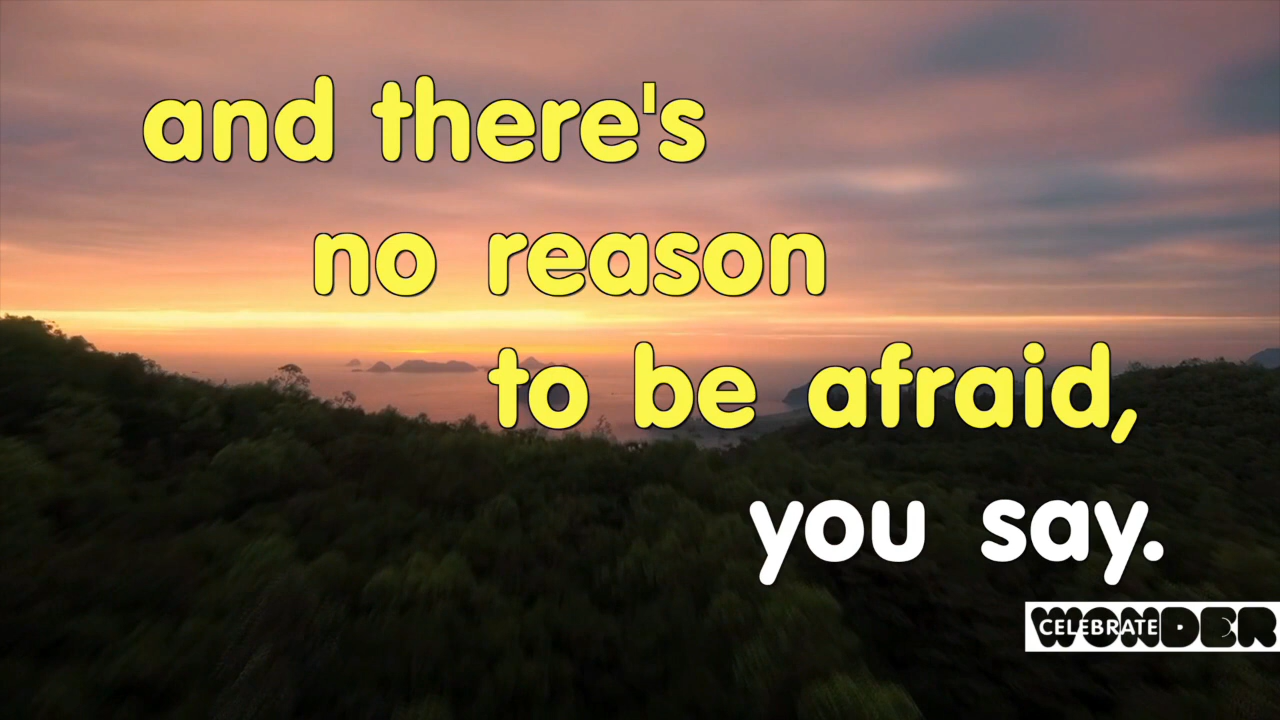 and there's
no reason
to be afraid,
you say.
CELEBRATE WONDER